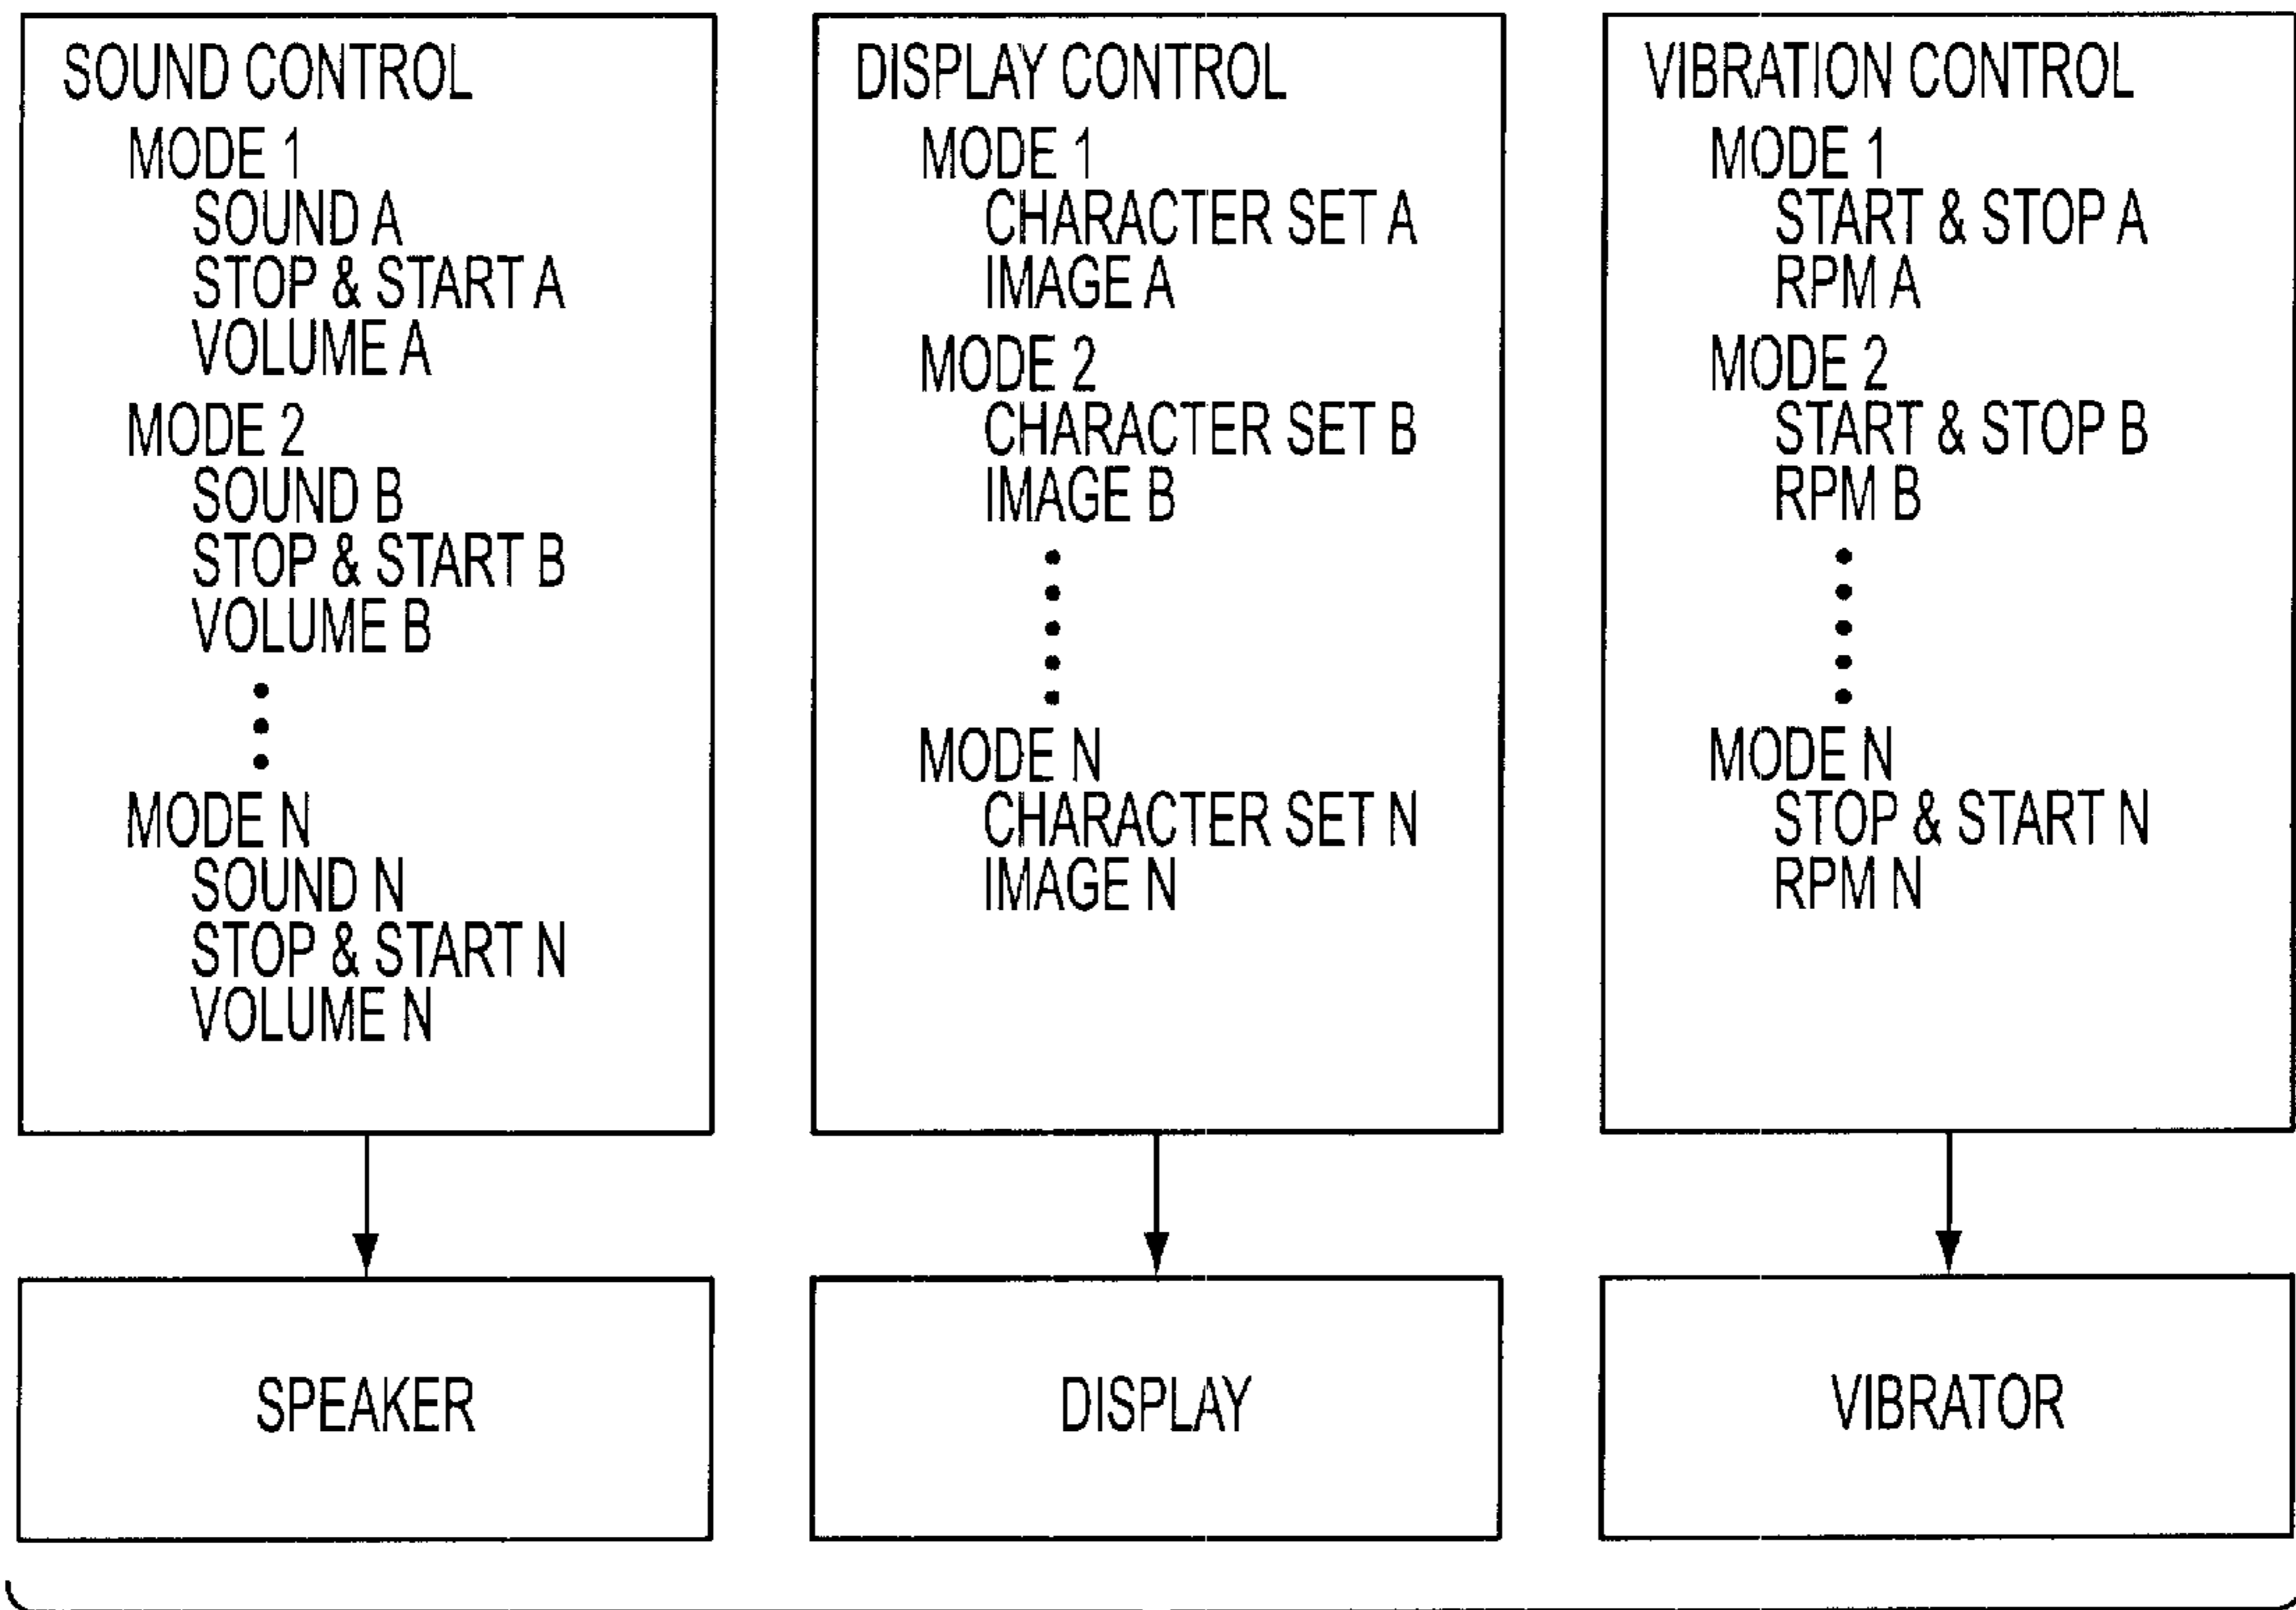 SOUND CONTROL
MODE 1
SOUND A
STOP & START A
VOLUME A
MODE 2
SOUND B
STOP & START B
VOLUME B
MODE N
SOUND N
STOP & START N
VOLUME N
DISPLAY CONTROL
MODE 1
CHARACTER SET A
IMAGE A
MODE 2
CHARACTER SET B
IMAGE B
MODE N
CHARACTER SET N
IMAGE N
VIBRATION CONTROL
MODE 1
START & STOP A
RPM A
MODE 2
START & STOP B
RPM B
MODE N
STOP & START N
RPM N
SPEAKER
DISPLAY
VIBRATOR